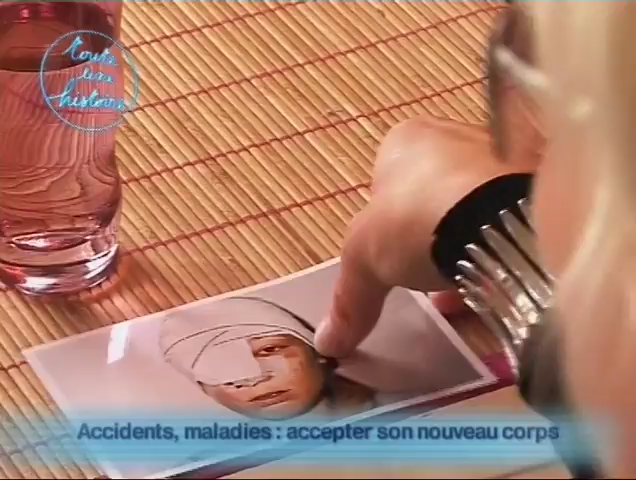 toute
une
histoire
Accidents, maladies : accepter son nouveau corps